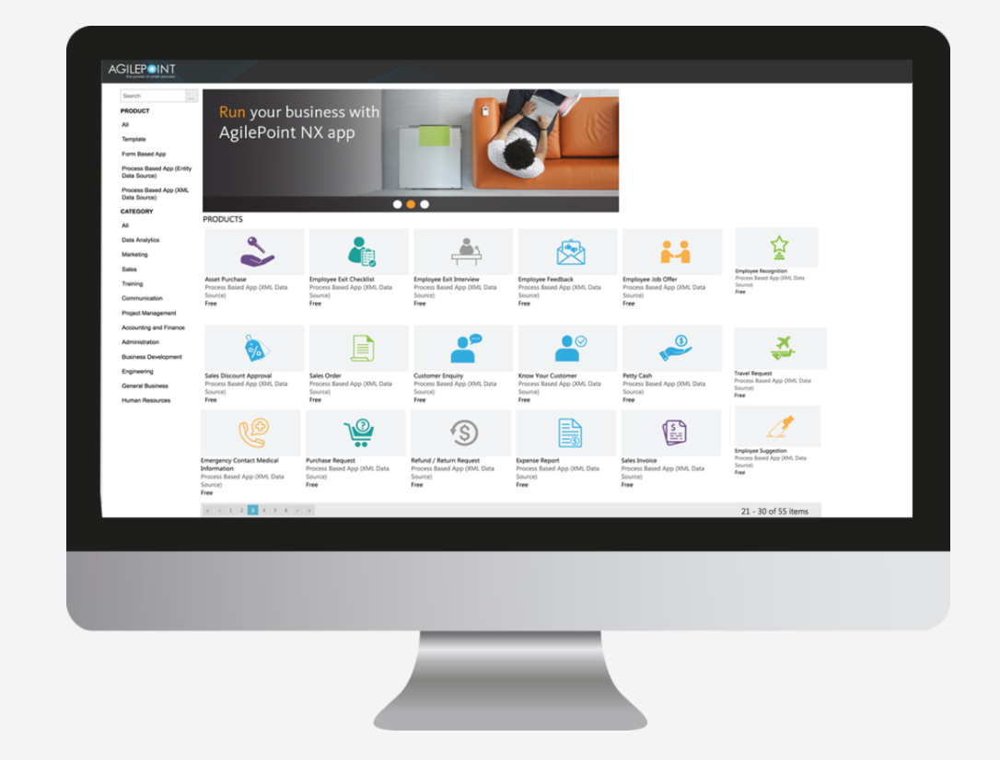 AGILEPOINT
the power of smart process
Search
PRODUCT
All
Template
Form Based App
Process Based App (Entity
Data Source)
Process Based App (XML
Data Source)
CATEGORY
All
Data Analytics
Marketing
Sales
Training
Communication
Project Management
Accounting and Finance
Administration
Business Development
Engineering
General Business
Human Resources
Run your business with
AgilePoint NX app
PRODUCTS
Asset Purchase
Process Based App (XML Data
Source)
Free
Employee Exit Checklist
Process Based App (XML Data
Source)
Free
Employee Exit Interview
Process Based App (XML Data
Source)
Free
Employee Feedback
Process Based App (XML Data
Source)
Free
Employee Job Offer
Process Based App (XML Data
Source)
Free
Employee Recognition
Process Based App (XML Data
Source)
Free
Sales Discount Approval
Process Based App (XML Data
Source)
Free
Sales Order
Process Based App (XML Data
Source)
Free
Customer Enquiry
Process Based App (XML Data
Source)
Free
Know Your Customer
Process Based App (XML Data
Source)
Free
Petty Cash
Process Based App (XML Data
Source)
Free
Travel Request
Process Based App (XML Data
Source)
Free
Emergency Contact Medical
Information
Process Based App (XML Data
Source)
Free
Purchase Request
Process Based App (XML Data
Source)
Free
Refund / Return Request
Process Based App (XML Data
Source)
Free
Expense Report
Process Based App (XML Data
Source)
Free
Sales Invoice
Process Based App (XML Data
Source)
Free
Employee Suggestion
Process Based App (XML Data
Source)
Free
1 2 3 4 5 6
21 - 30 of 55 items